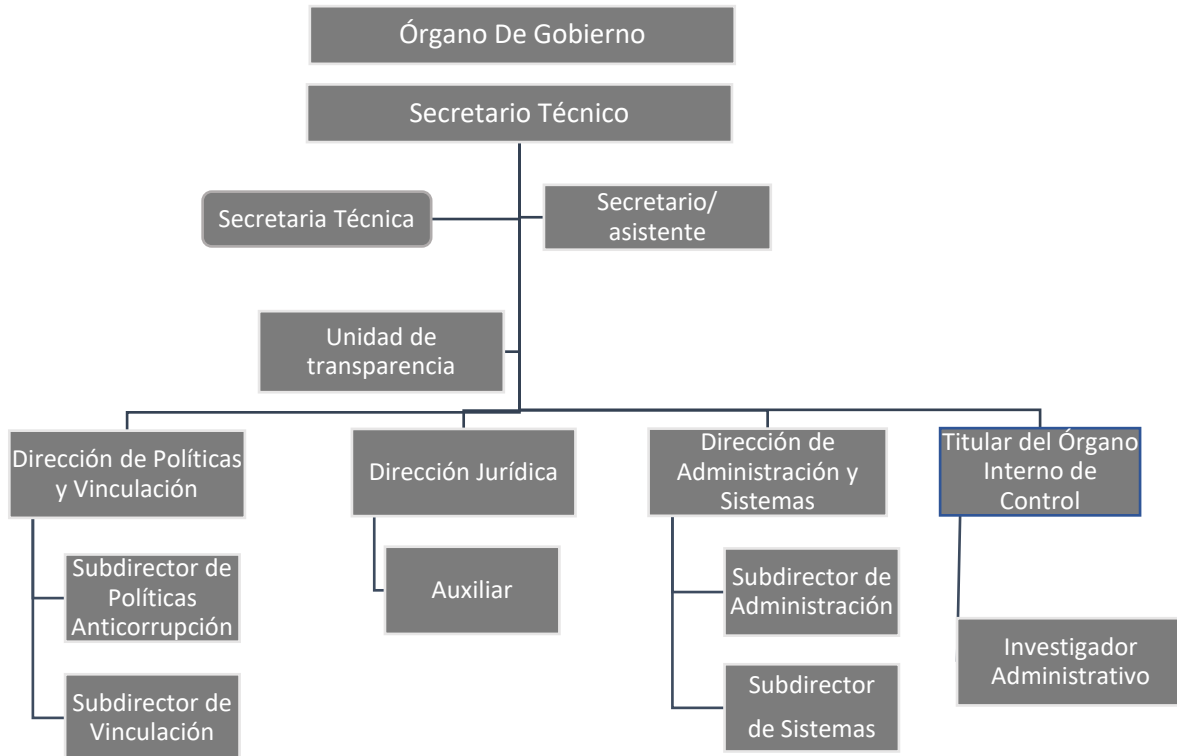 Órgano De Gobierno
Secretario Técnico
Secretaria Técnica
Secretario/
asistente
Unidad de
transparencia
Dirección de Políticas
y Vinculación
Dirección Jurídica
Dirección de
Administración y
Sistemas
Titular del Órgano
Interno de
Control
Subdirector de
Políticas
Anticorrupción
Auxiliar
Subdirector de
Administración
Investigador
Administrativo
Subdirector de
Vinculación
Subdirector
de Sistemas